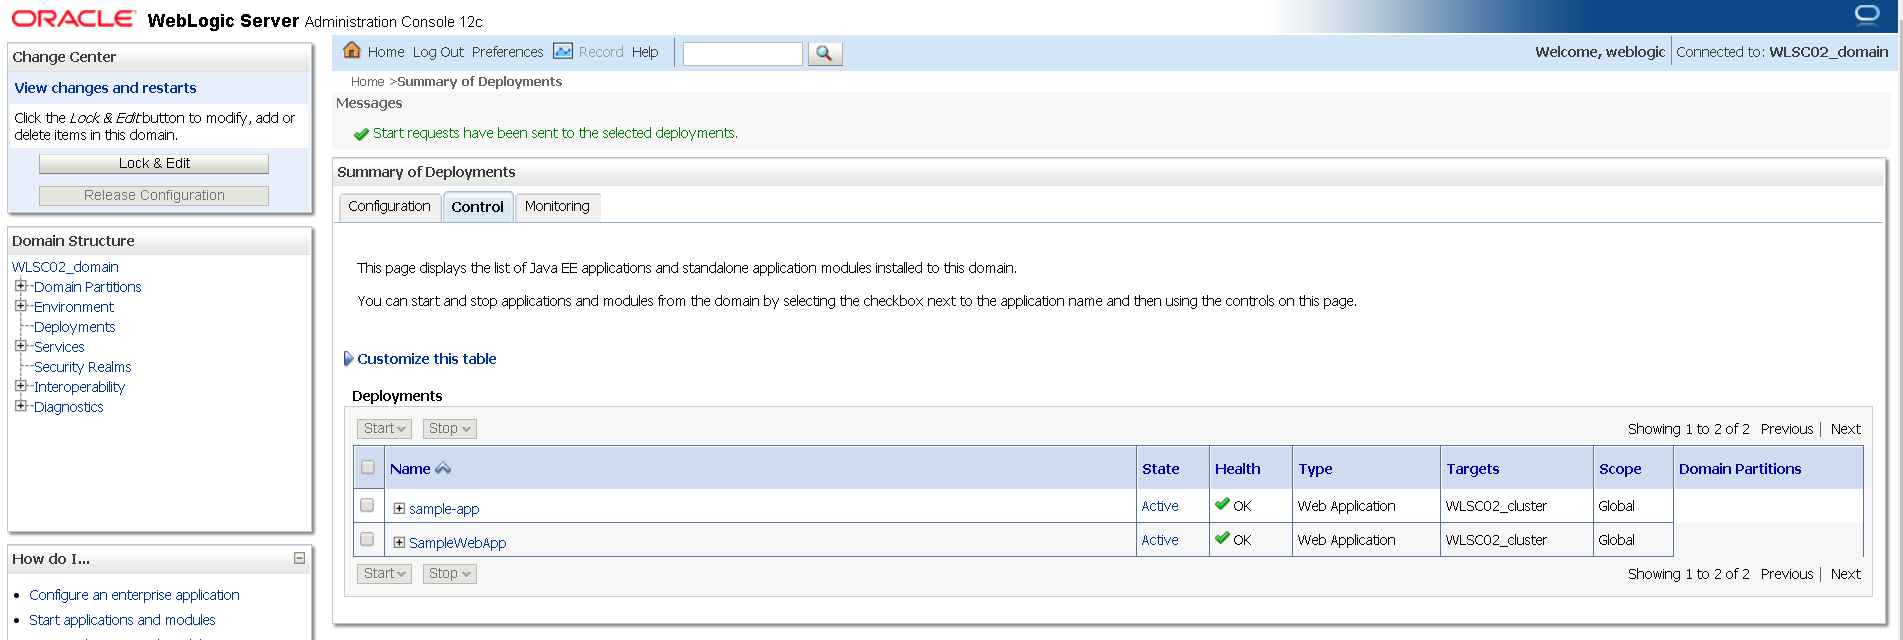 ORACLE WebLogic Server Administration Console 12c
Change Center
View changes and restarts
Click the Lock & Edit button to modify, add or
delete items in this domain.
Lock & Edit
Release Configuration
Domain Structure
WLSC02_domain
Domain Partitions
Environment
Deployments
Services
Security Realms
Interoperability
Diagnostics
How do I...
Configure an enterprise application
Start applications and modules
Home Log Out Preferences Record Help
Welcome, weblogic Connected to: WLSC02_domain
Home >Summary of Deployments
Messages
Start requests have been sent to the selected deployments.
Summary of Deployments
Configuration Control Monitoring
This page displays the list of Java EE applications and standalone application modules installed to this domain.
You can start and stop applications and modules from the domain by selecting the checkbox next to the application name and then using the controls on this page.
Customize this table
Deployments
Start Stop Showing 1 to 2 of 2 Previous | Next
Name State Health Type Targets Scope Domain Partitions
sample-app Active OK Web Application WLSC02_cluster Global
SampleWebApp Active OK Web Application WLSC02_cluster Global
Start Stop Showing 1 to 2 of 2 Previous | Next